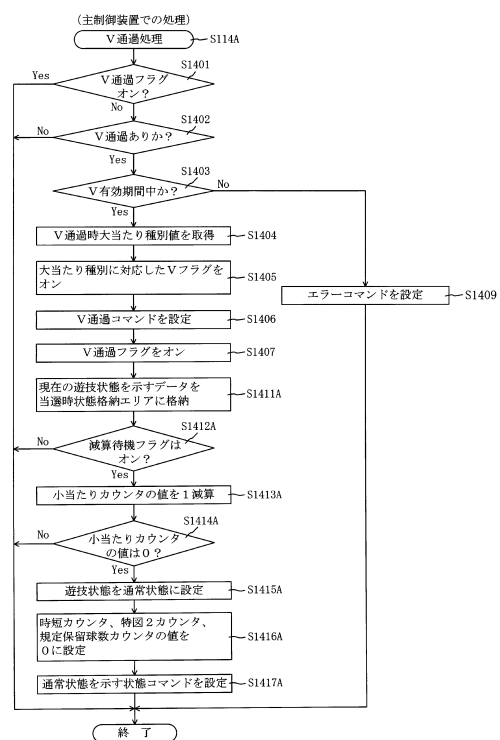 (主制御装置での処理)
V通過処理
S114A
S1401
Yes
V通過フラグ
オン？
No
S1402
No
V通過ありか？
Yes
S1403
V有効期間中か？
No
Yes
V通過時大当たり種別値を取得
S1404
大当たり種別に対応したVフラグを
オン
S1405
エラーコマンドを設定
S1409
V通過コマンドを設定
S1406
V通過フラグをオン
S1407
現在の遊技状態を示すデータを
当選時状態格納エリアに格納
S1411A
S1412A
No
減算待機フラグは
オン？
Yes
小当たりカウンタの値を１減算
S1413A
S1414A
No
小当たりカウンタ
の値は０？
Yes
遊技状態を通常状態に設定
S1415A
時短カウンタ、特図２カウンタ、
規定保留球数カウンタの値を
０に設定
S1416A
通常状態を示す状態コマンドを設定
S1417A
終 了